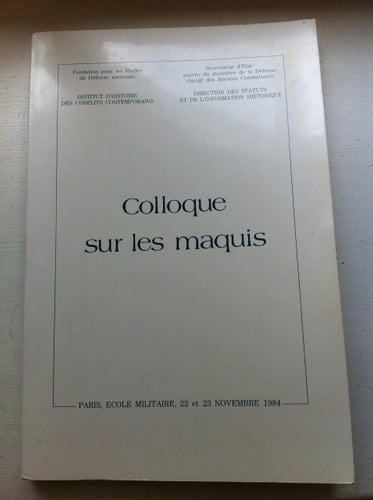 Fondation pour les études
de Défense nationale
INSTITUT D'HISTOIRE
DES CONFLITS CONTEMPORAINS
Secrétariat d'État
auprès du ministère de la Défense
chargé des Anciens Combattants
DIRECTION DES STATUTS
ET DE L'INFORMATION HISTORIQUE
Colloque
sur les maquis
PARIS, ECOLE MILITAIRE, 22 et 23 NOVEMBRE 1984